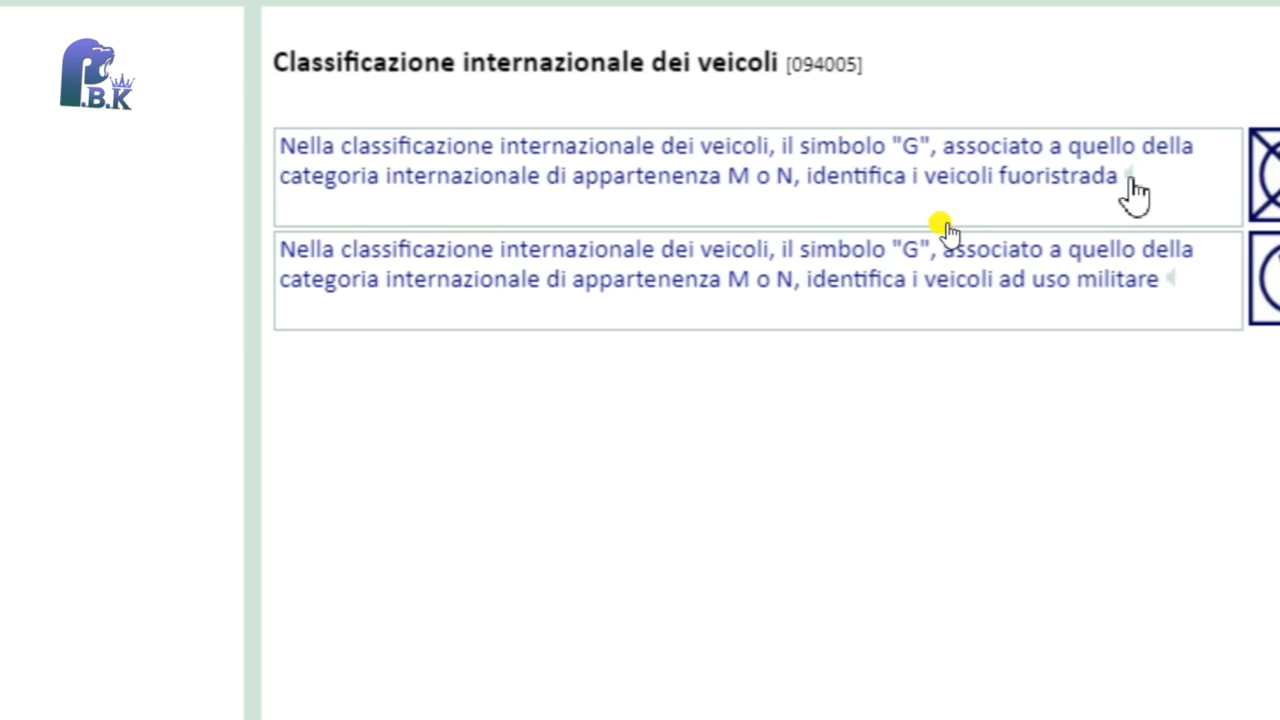 P.B.K
Classificazione internazionale dei veicoli [094005]
Nella classificazione internazionale dei veicoli, il simbolo "G", associato a quello della
categoria internazionale di appartenenza M o N, identifica i veicoli fuoristrada
Nella classificazione internazionale dei veicoli, il simbolo "G", associato a quello della
categoria internazionale di appartenenza M o N, identifica i veicoli ad uso militare